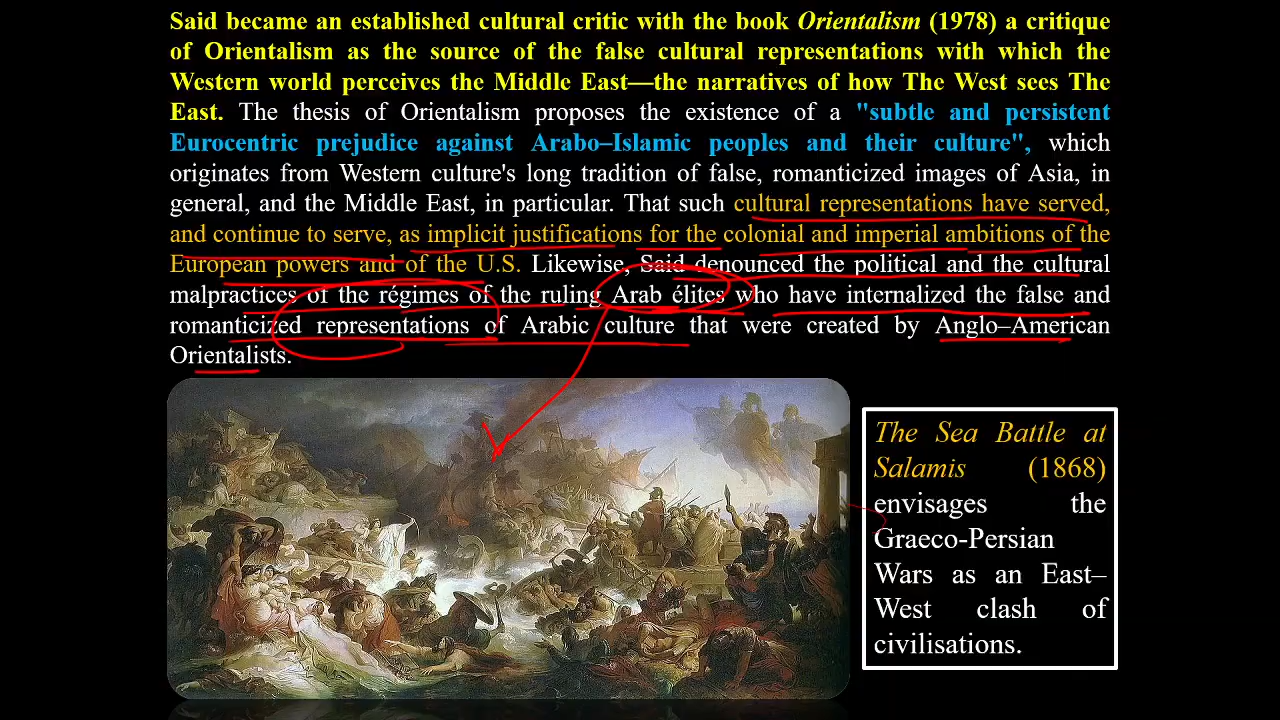 Said became an established cultural critic with the book Orientalism (1978) a critique
of Orientalism as the source of the false cultural representations with which the
Western world perceives the Middle East—the narratives of how The West sees The
East. The thesis of Orientalism proposes the existence of a "subtle and persistent
Eurocentric prejudice against Arabo–Islamic peoples and their culture", which
originates from Western culture's long tradition of false, romanticized images of Asia, in
general, and the Middle East, in particular. That such cultural representations have served,
and continue to serve, as implicit justifications for the colonial and imperial ambitions of the
European powers and of the U.S. Likewise, Said denounced the political and the cultural
malpractices of the régimes of the ruling Arab élites who have internalized the false and
romanticized representations of Arabic culture that were created by Anglo–American
Orientalists.
The Sea Battle at
Salamis (1868)
envisages the
Graeco-Persian
Wars as an East–
West clash of
civilisations.